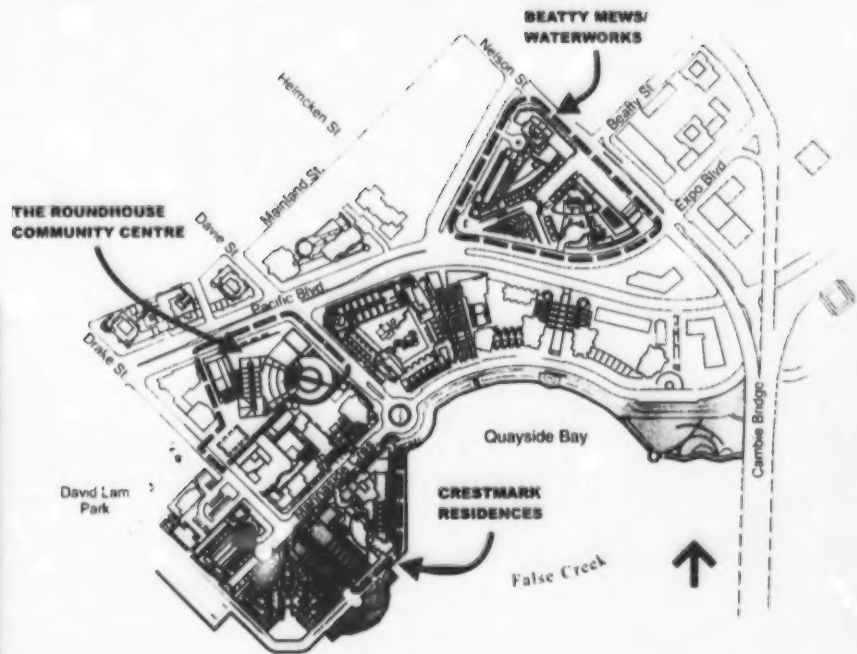 BEATTY MEWS/
WATERWORKS
Nelson St.
Helmcken St.
Beatty St.
Mainland St.
Expo Blvd
THE ROUNDHOUSE
COMMUNITY CENTRE
Davie St.
Pacific Blvd
Drake St.
Cambie Bridge
Quayside Bay
David Lam
Park
CRESTMARK
RESIDENCES
False Creek